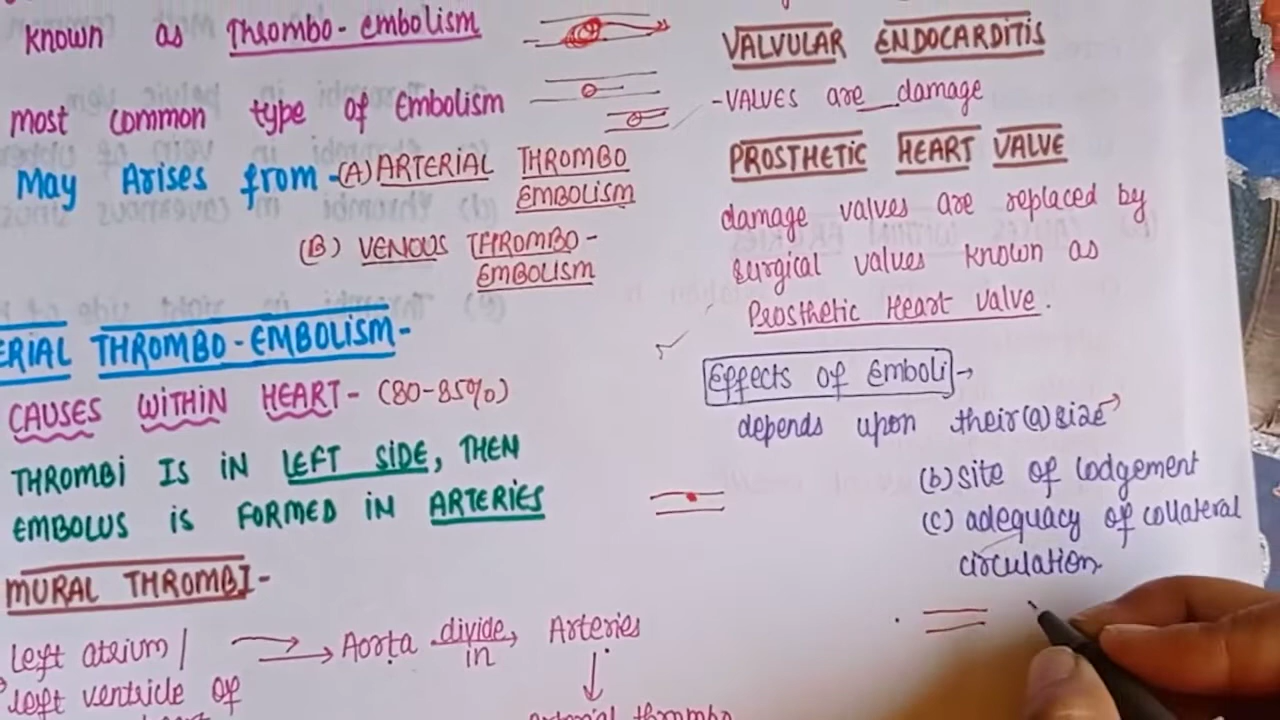 known as Thrombo-embolism
most common type of Embolism
May Arises from -(A) ARTERIAL THROMBO
EMBOLISM
(B) VENOUS THROMBO-
EMBOLISM
ERIAL THROMBO-EMBOLISM-
CAUSES WITHIN HEART- (80-85%)
THROMBI IS IN LEFT SIDE, THEN
EMBOLUS is FORMED IN ARTERIES
MURAL THROMBI-
left atrium/ Aorta divide in Arteries
left ventricle of
VALVULAR ENDOCARDITIS
-VALVES are damage
PROSTHETIC HEART VALVE
damage valves are replaced by
surgical valves known as
Prosthetic Heart valve.
Effects of Emboli
depends upon their (a) size
(b) site of lodgement
(c) adequacy of collateral
circulation